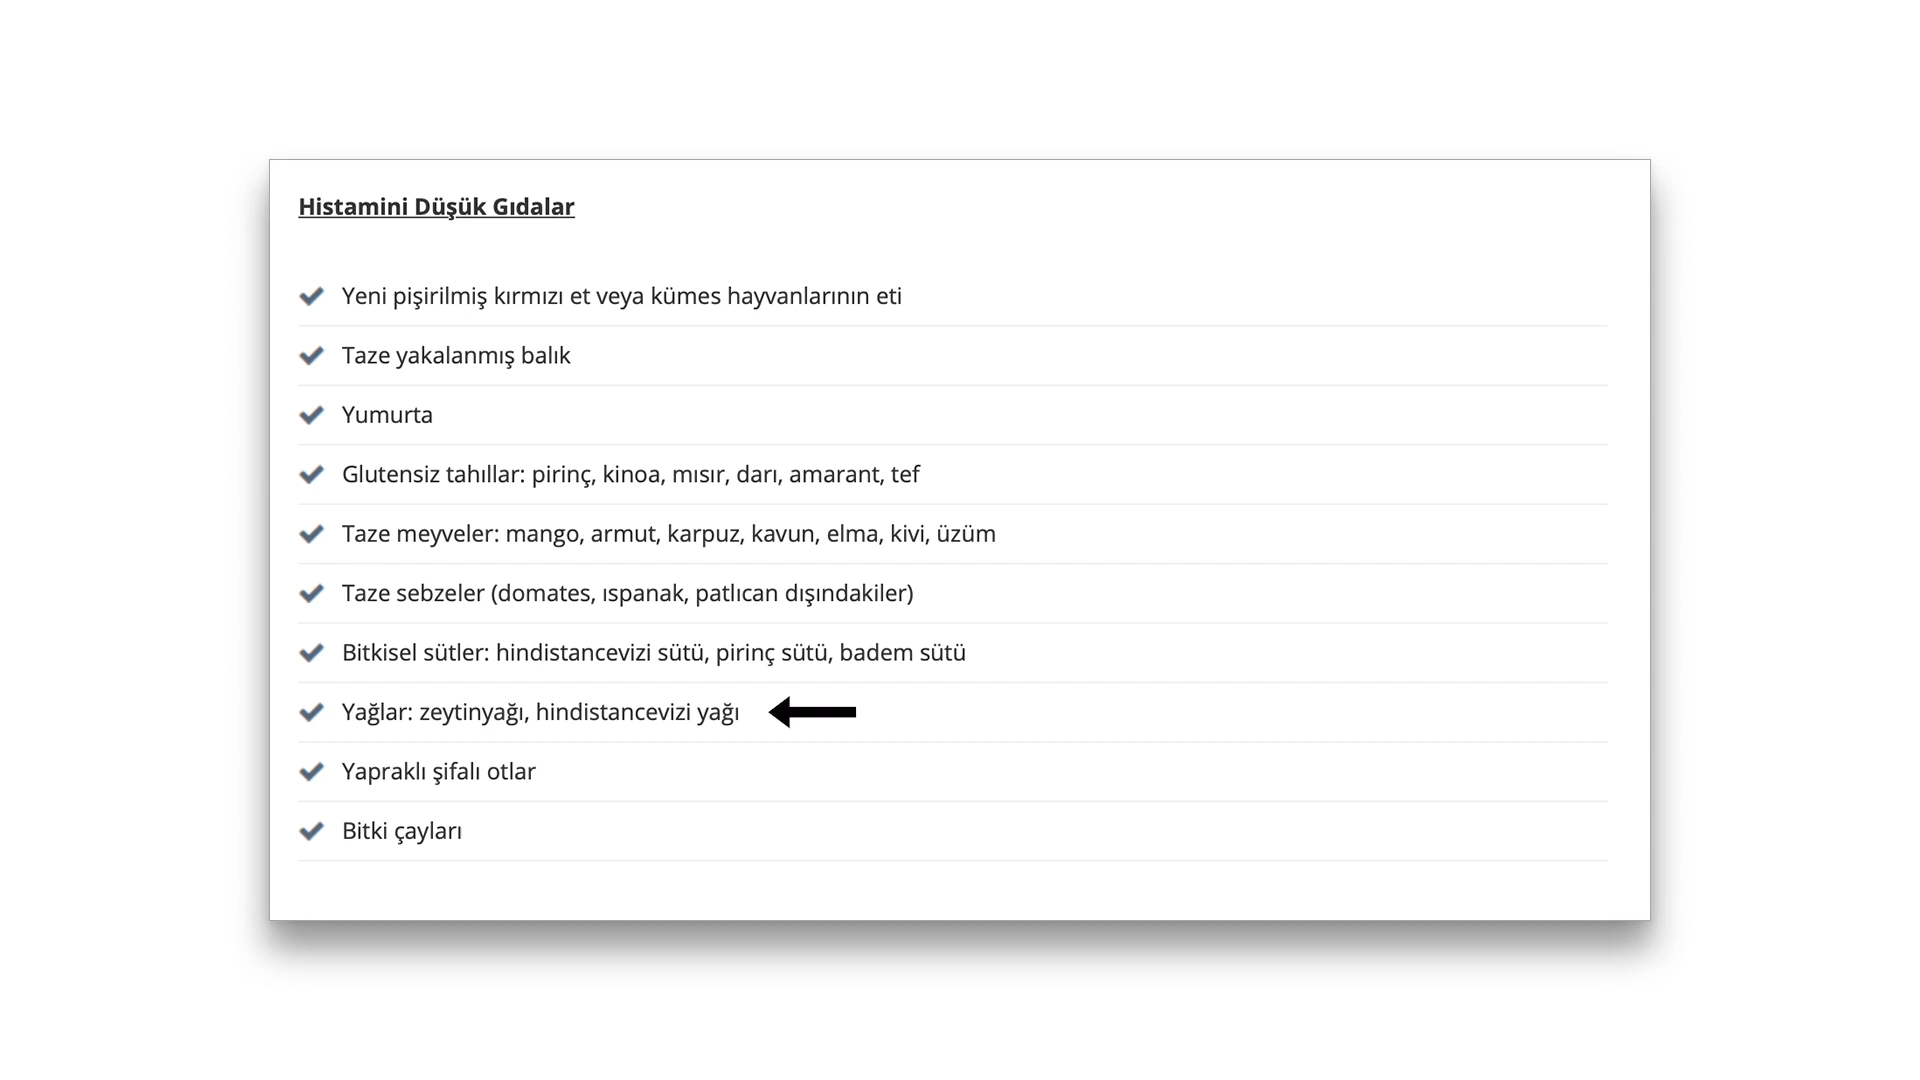 Histamini Düşük Gıdalar
Yeni pişirilmiş kırmızı et veya kümes hayvanlarının eti
Taze yakalanmış balık
Yumurta
Glutensiz tahıllar: pirinç, kinoa, mısır, darı, amarant, tef
Taze meyveler: mango, armut, karpuz, kavun, elma, kivi, üzüm
Taze sebzeler (domates, ıspanak, patlıcan dışındakiler)
Bitkisel sütler: hindistancevizi sütü, pirinç sütü, badem sütü
Yağlar: zeytinyağı, hindistancevizi yağı
Yapraklı şifalı otlar
Bitki çayları